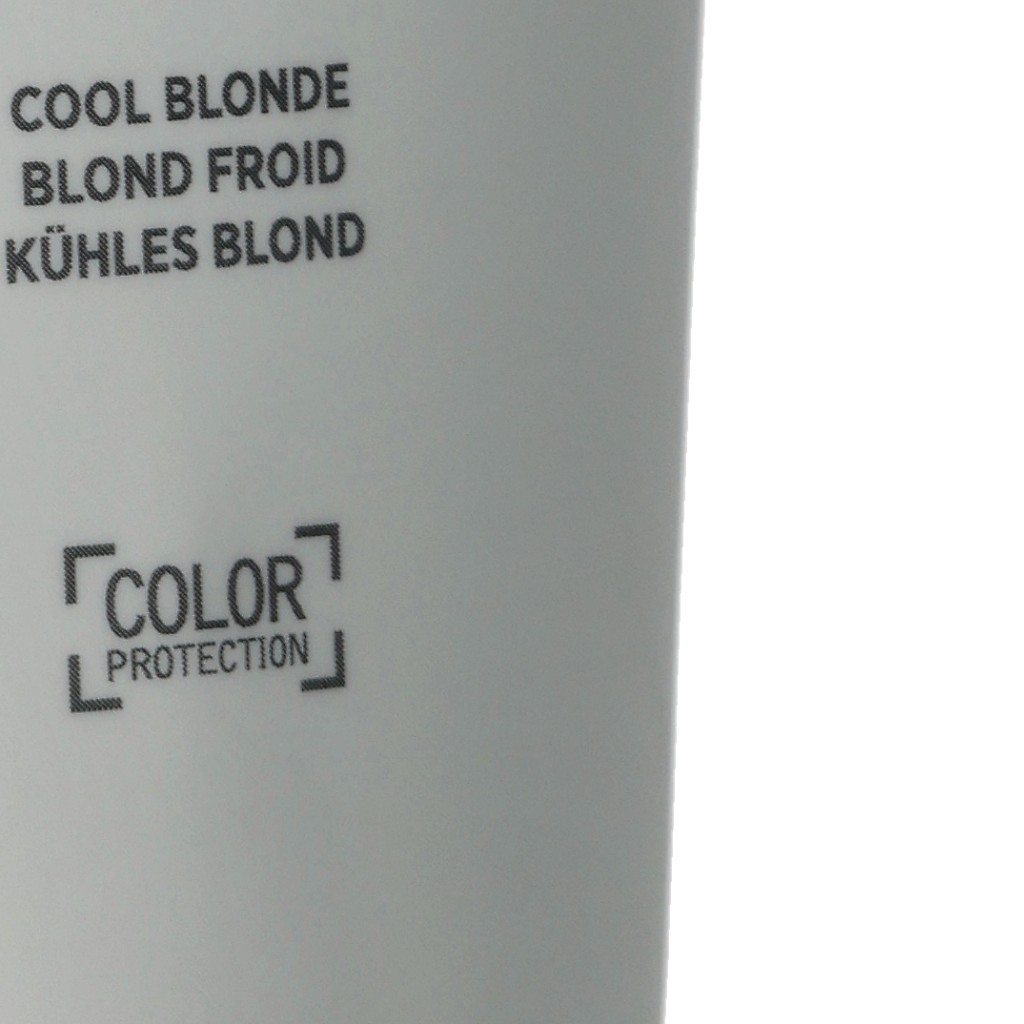 COOL BLONDE
BLOND FROID
KÜHLES BLOND
COLOR
PROTECTION